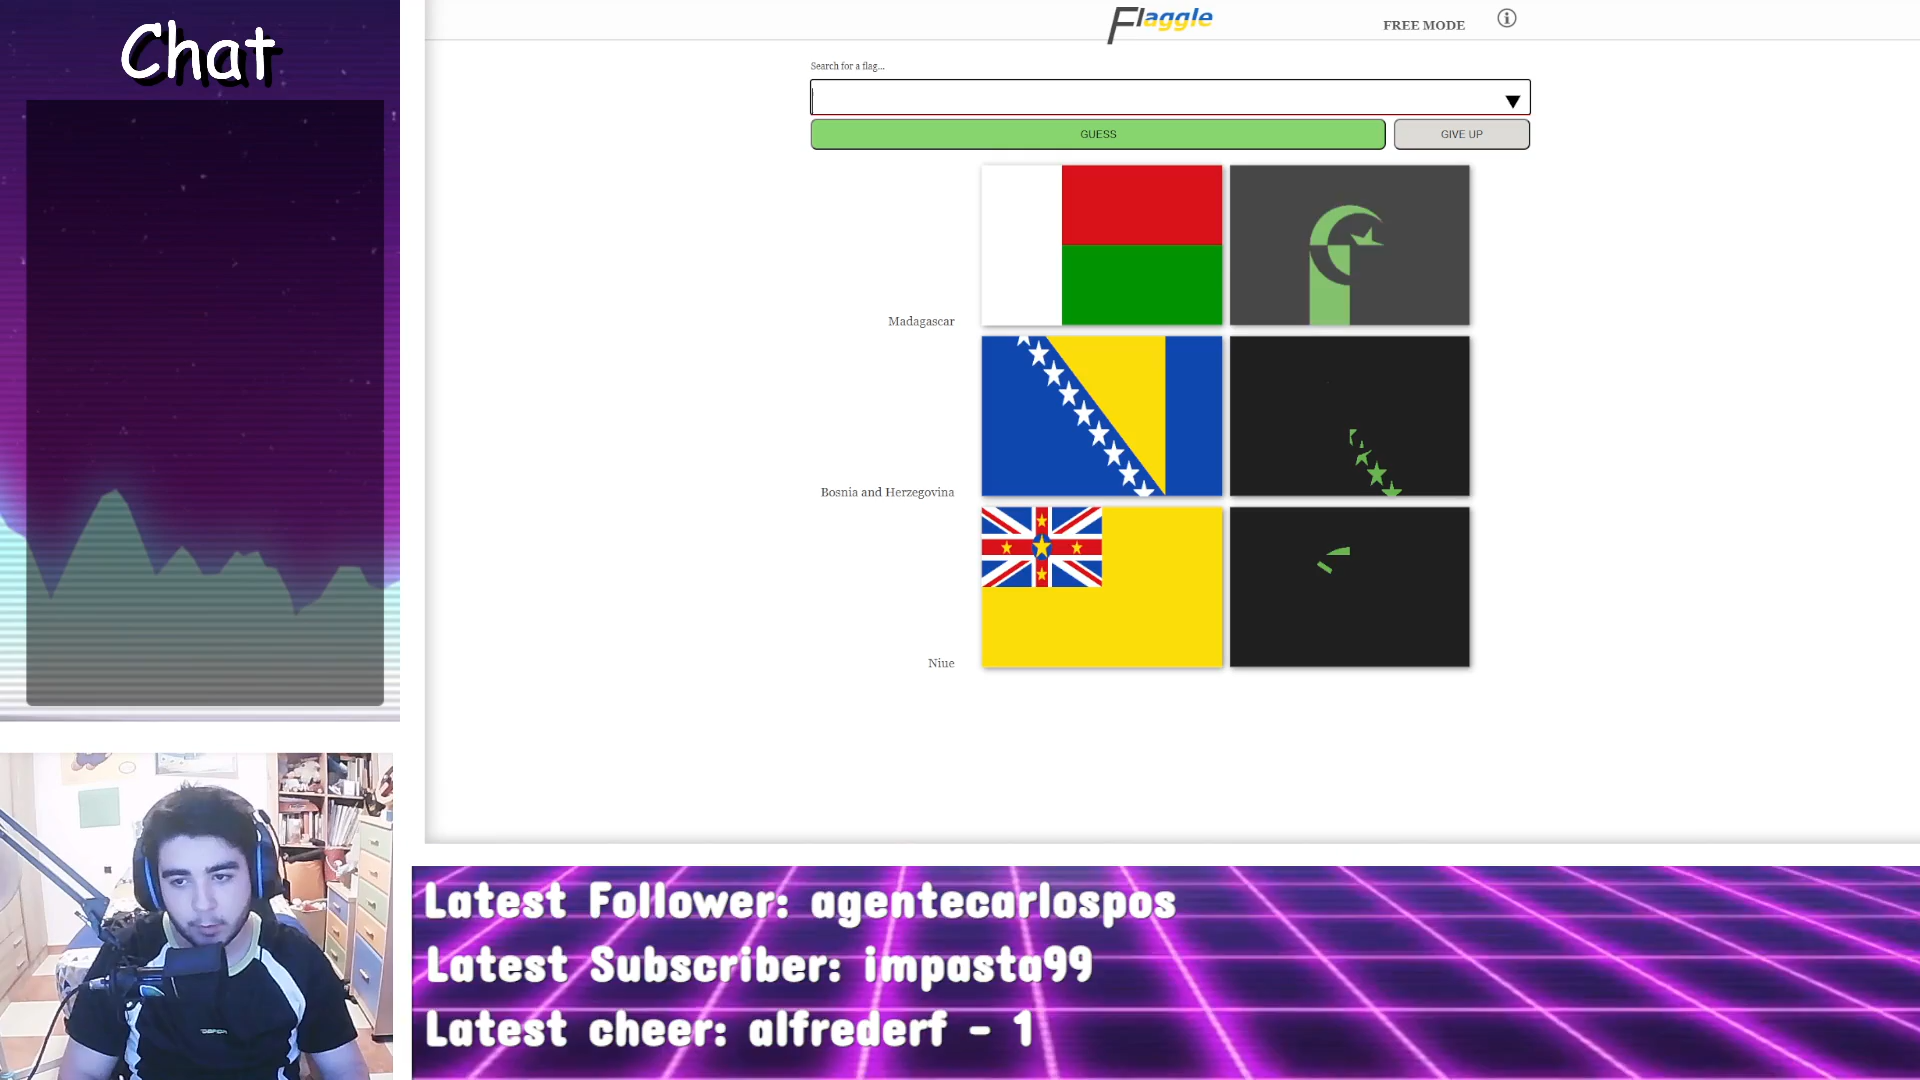 Chat
Flaggle
FREE MODE
Search for a flag...
GUESS
GIVE UP
Madagascar
Bosnia and Herzegovina
Niue
Latest Follower: agentecarlospos
Latest Subscriber: impasta99
Latest cheer: alfrederf - 1